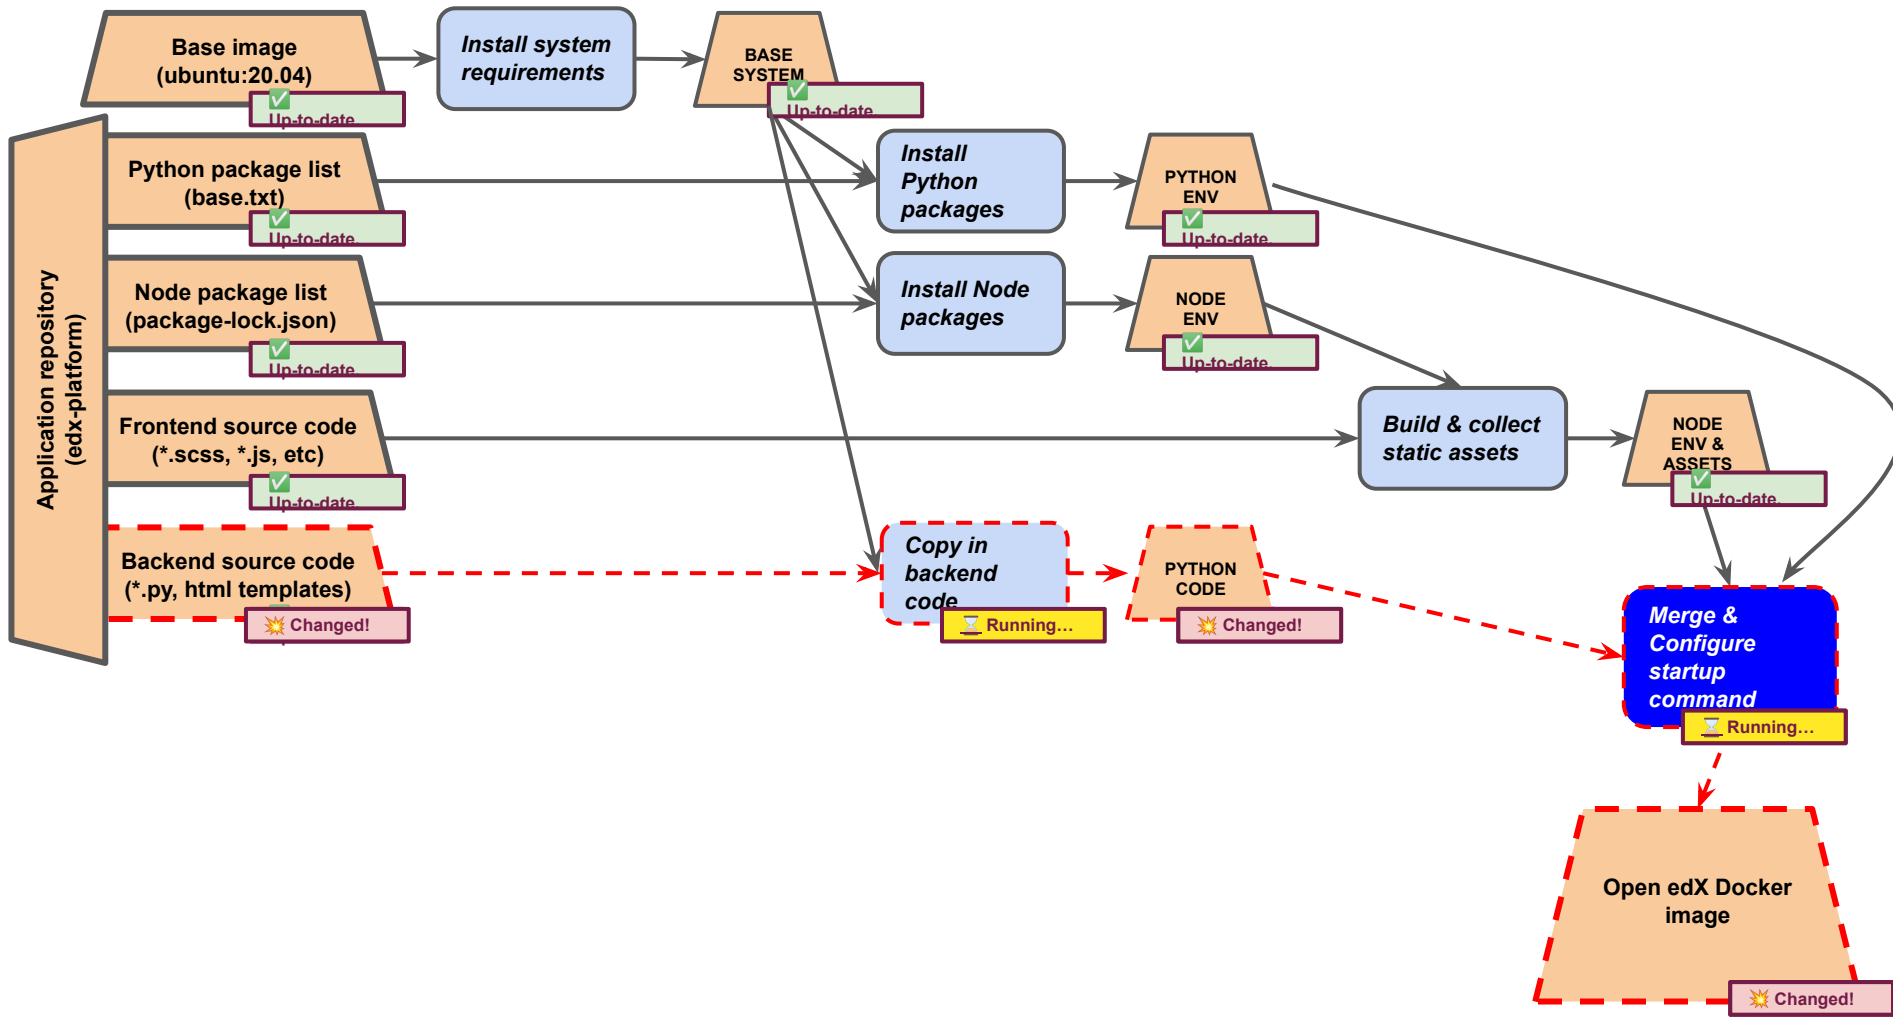 Base image
(ubuntu:20.04)
✅
Up-to-date.
Install system
requirements
BASE
SYSTEM
✅
Up-to-date.
Application repository
(edx-platform)
Python package list
(base.txt)
✅
Up-to-date.
Install
Python
packages
PYTHON
ENV
✅
Up-to-date.
Node package list
(package-lock.json)
✅
Up-to-date.
Install Node
packages
NODE
ENV
✅
Up-to-date.
Frontend source code
(*.scss, *.js, etc)
✅
Up-to-date.
Build & collect
static assets
NODE
ENV &
ASSETS
✅
Up-to-date.
Backend source code
(*.py, html templates)
💥 Changed!
Copy in
backend
code
⏳ Running...
PYTHON
CODE
💥 Changed!
Merge &
Configure
startup
command
⏳ Running...
Open edX Docker
image
💥 Changed!